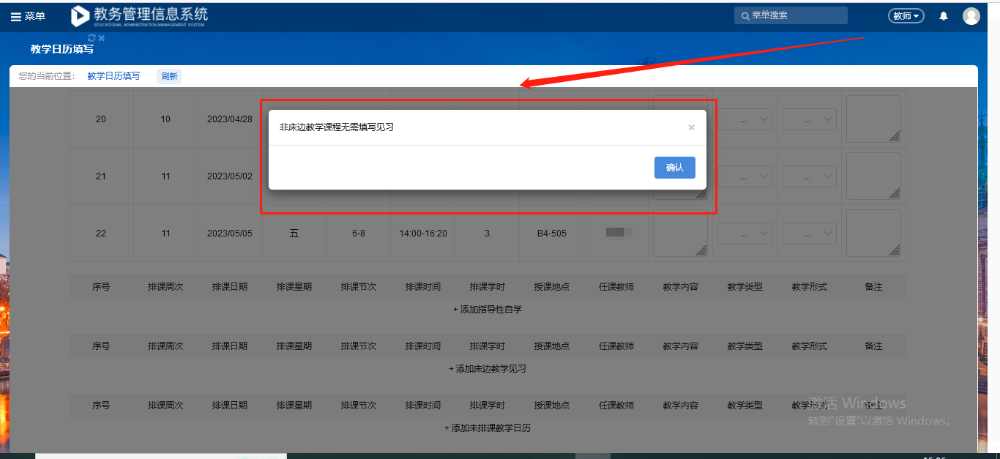 菜单
教务管理信息系统
EDUCATIONAL ADMINISTRATION MANAGEMENT SYSTEM
菜单搜索
教师
教学日历填写
您的当前位置： 教学日历填写 刷新
20 10 2023/04/28 ... ...
非床边教学课程无需填写见习 ×
确认
21 11 2023/05/02 ... ...
22 11 2023/05/05 五 6-8 14:00-16:20 3 B4-505 ... ...
序号 排课周次 排课日期 排课星期 排课节次 排课时间 排课学时 授课地点 任课教师 教学内容 教学类型 教学形式 备注
+ 添加指导性自学
序号 排课周次 排课日期 排课星期 排课节次 排课时间 排课学时 授课地点 任课教师 教学内容 教学类型 教学形式 备注
+ 添加床边教学见习
序号 排课周次 排课日期 排课星期 排课节次 排课时间 排课学时 授课地点 任课教师 教学内容 教学类型 教学形式 备注
激活 Windows
转到"设置"以激活 Windows。
+ 添加未排课教学日历